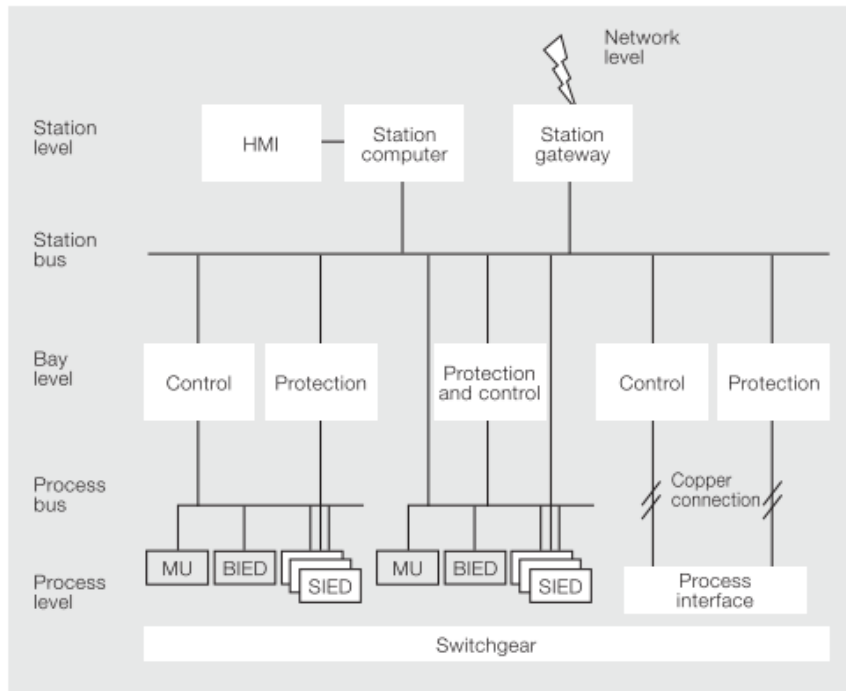 Network
level
Station
level
HMI
Station
computer
Station
gateway
Station
bus
Bay
level
Control
Protection
Protection
and control
Control
Protection
Process
bus
Copper
connection
Process
level
MU
BIED
SIED
MU
BIED
SIED
Process
interface
Switchgear